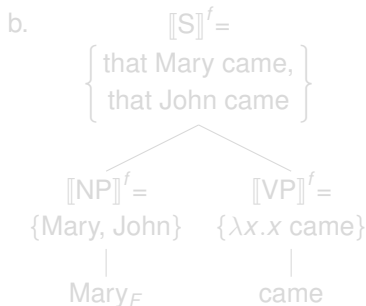 b.
⟦S⟧ᶠ=
{ that Mary came,
that John came }
⟦NP⟧ᶠ= ⟦VP⟧ᶠ=
{Mary, John} {λx.x came}
Mary_F came